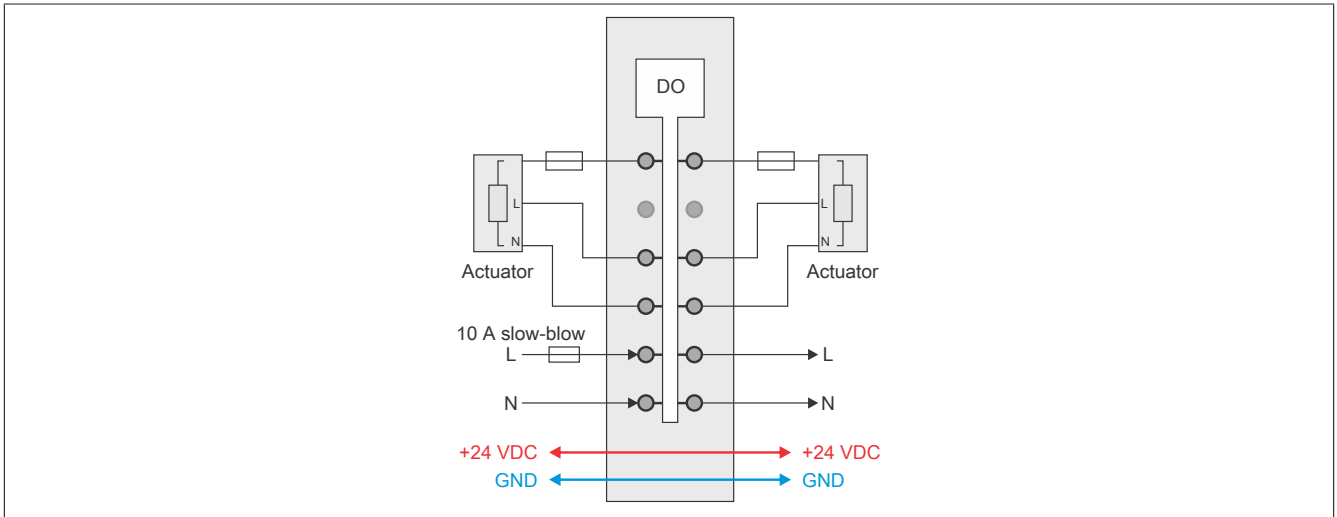 DO
L
L
N
N
Actuator
Actuator
10 A slow-blow
L
L
N
N
+24 VDC
+24 VDC
GND
GND